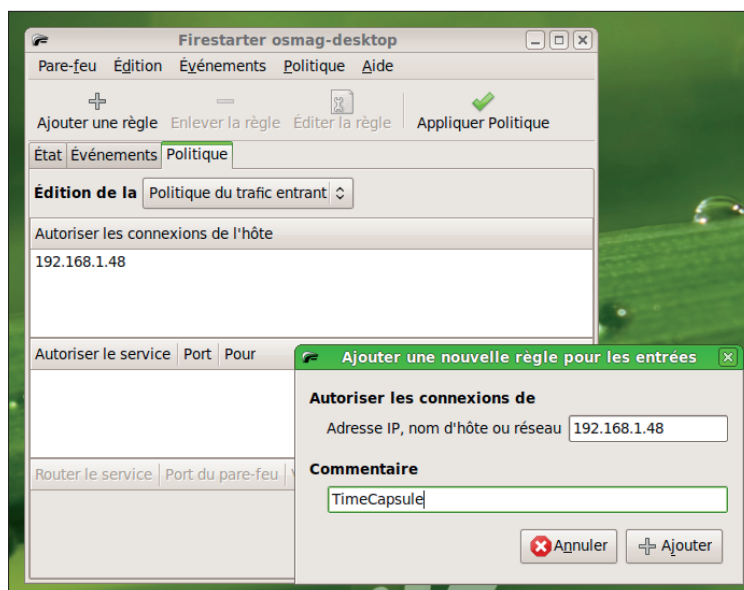 Firestarter osmag-desktop
Pare-feu Édition Événements Politique Aide
Ajouter une règle Enlever la règle Éditer la règle Appliquer Politique
État Événements Politique
Édition de la Politique du trafic entrant
Autoriser les connexions de l'hôte
192.168.1.48
Autoriser le service Port Pour
Router le service Port du pare-feu
Ajouter une nouvelle règle pour les entrées
Autoriser les connexions de
Adresse IP, nom d'hôte ou réseau 192.168.1.48
Commentaire
TimeCapsule
Annuler Ajouter